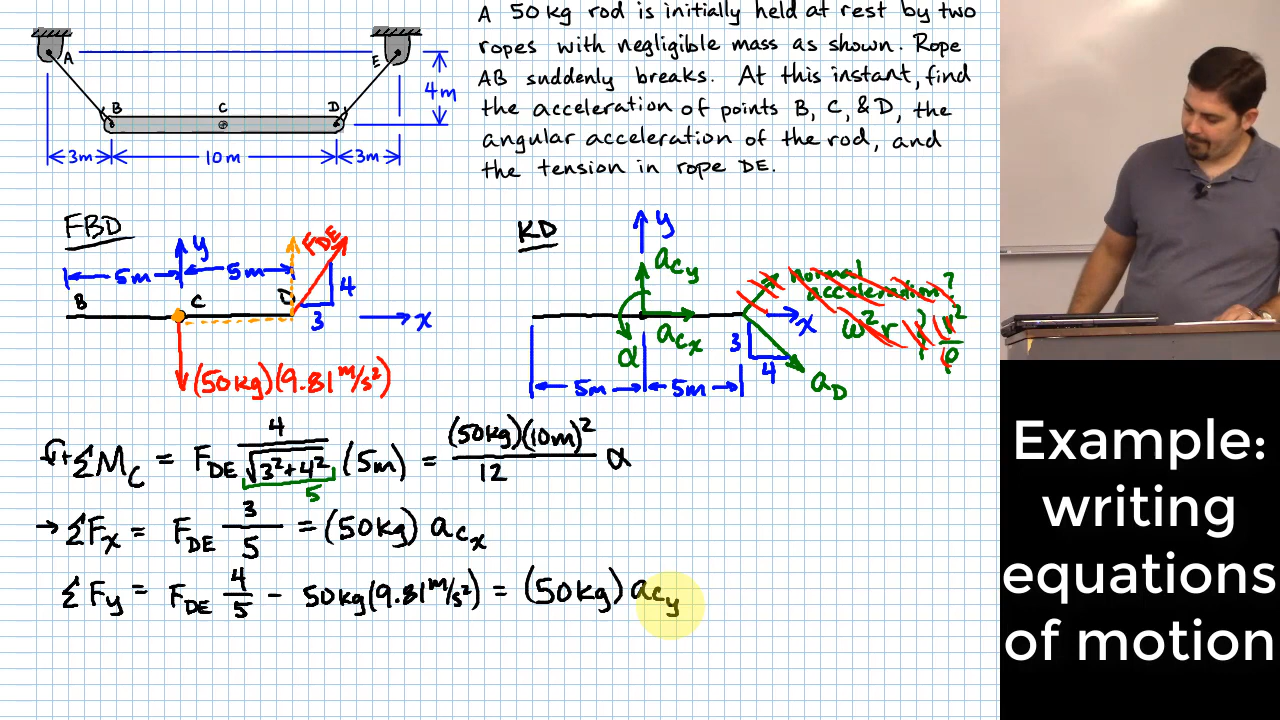 A 50 kg rod is initially held at rest by two
ropes with negligible mass as shown. Rope
AB suddenly breaks. At this instant, find
the acceleration of points B, C, & D, the
angular acceleration of the rod, and
the tension in rope DE.
A
E
B
C
D
4m
3m
10m
3m
FBD
y
FDE
5m
5m
4
B
C
D
3
x
(50kg)(9.81 m/s²)
KD
y
aCy
normal
acceleration?
x
ω²r
v²
ρ
α
aCx
3
4
aD
5m
5m
+ΣMC = FDE 4/√(3²+4²) (5m) = (50kg)(10m)²/12 α
5
→ ΣFx = FDE 3/5 = (50kg) aCx
ΣFy = FDE 4/5 - 50kg(9.81 m/s²) = (50kg) aCy
Example:
writing
equations
of motion